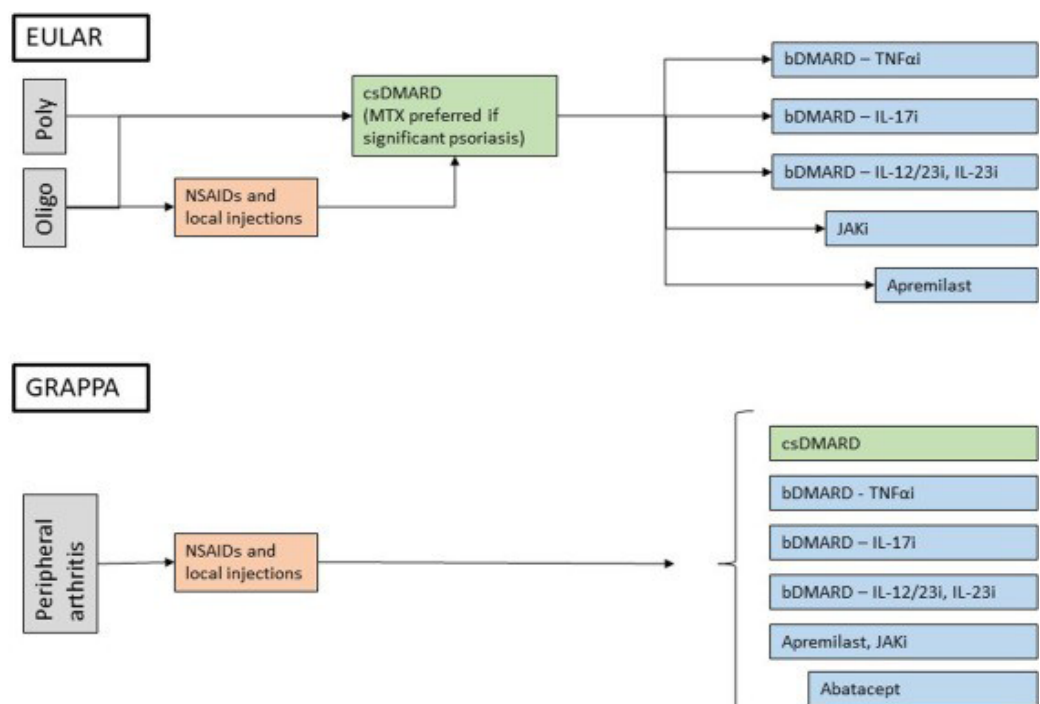 EULAR
Poly
Oligo
NSAIDs and
local injections
csDMARD
(MTX preferred if
significant psoriasis)
bDMARD – TNFαi
bDMARD – IL-17i
bDMARD – IL-12/23i, IL-23i
JAKi
Apremilast
GRAPPA
Peripheral
arthritis
NSAIDs and
local injections
csDMARD
bDMARD - TNFαi
bDMARD – IL-17i
bDMARD – IL-12/23i, IL-23i
Apremilast, JAKi
Abatacept